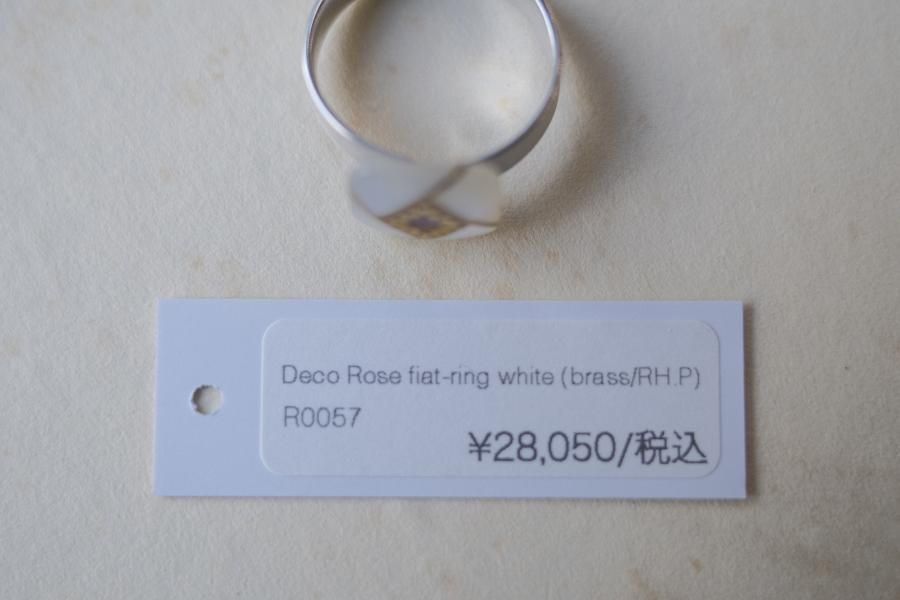 Deco Rose fiat-ring white (brass/RH.P)
R0057
¥28,050/税込